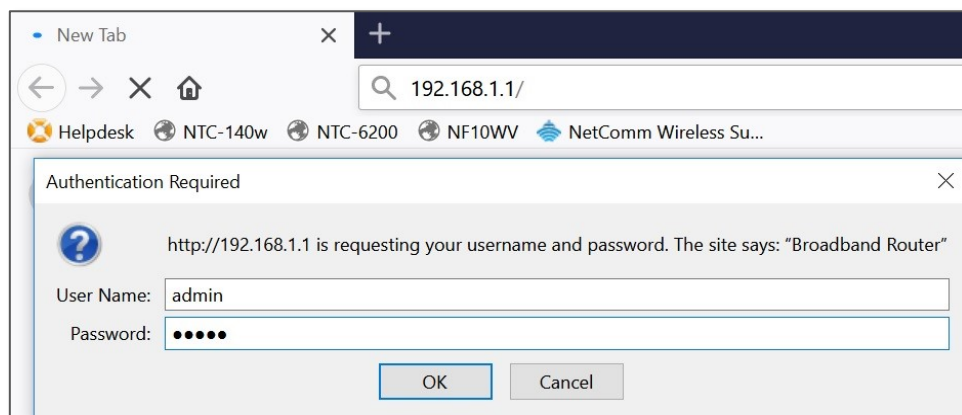 New Tab
192.168.1.1/
Helpdesk NTC-140w NTC-6200 NF10WV NetComm Wireless Su...
Authentication Required
http://192.168.1.1 is requesting your username and password. The site says: “Broadband Router”
User Name: admin
Password: •••••
OK Cancel